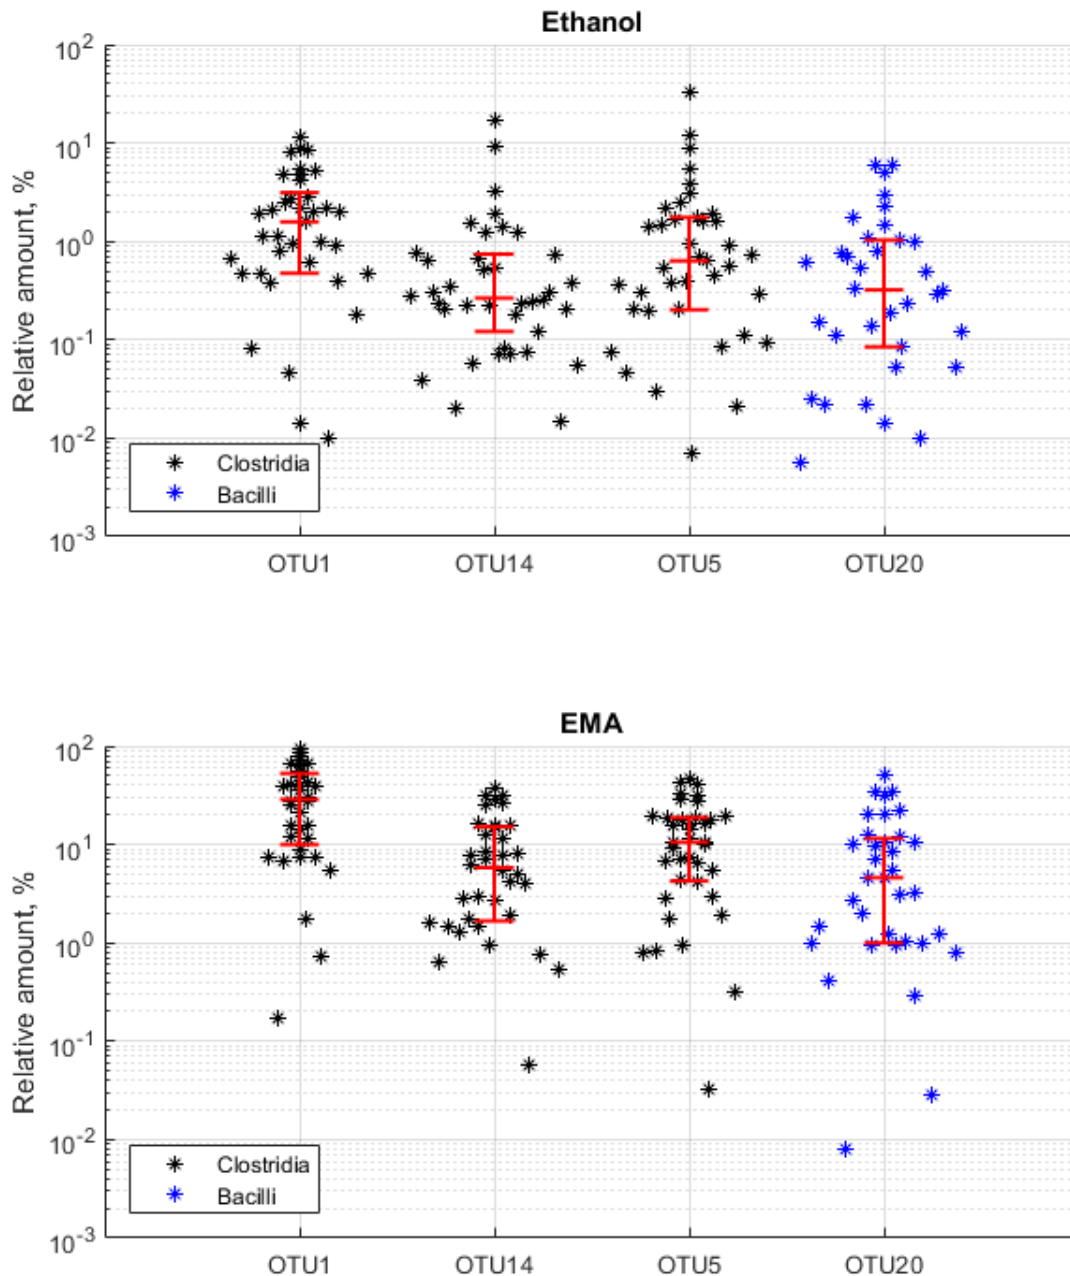 Ethanol
Relative amount, %
10^2
10^1
10^0
10^-1
10^-2
10^-3
Clostridia
Bacilli
OTU1 OTU14 OTU5 OTU20
EMA
Relative amount, %
10^2
10^1
10^0
10^-1
10^-2
10^-3
Clostridia
Bacilli
OTU1 OTU14 OTU5 OTU20